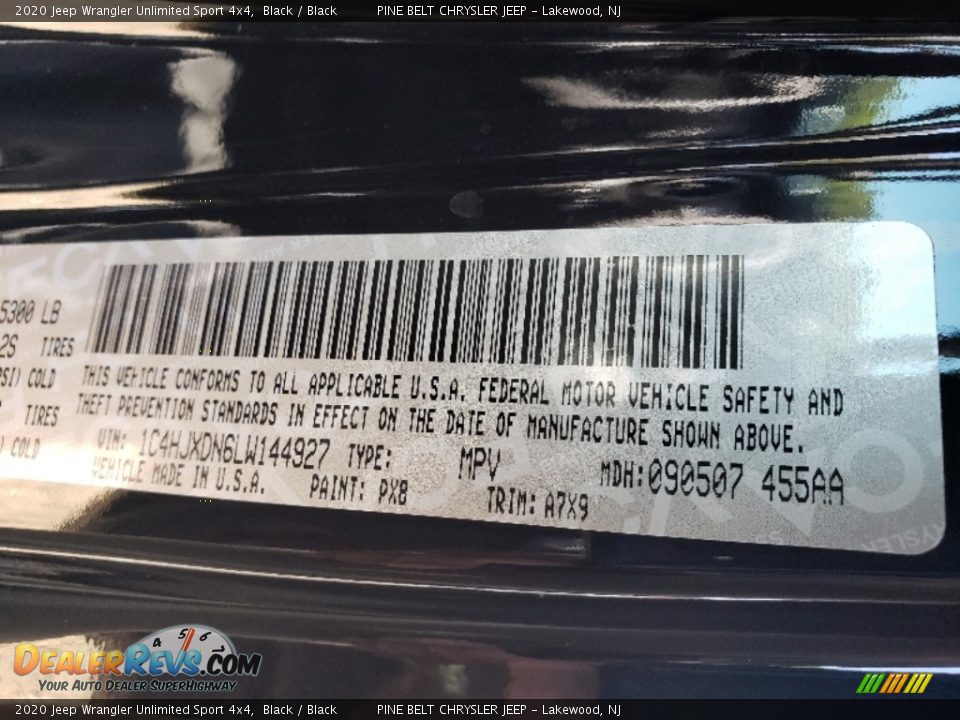 2020 Jeep Wrangler Unlimited Sport 4x4, Black / Black PINE BELT CHRYSLER JEEP - Lakewood, NJ
5300 LB
TIRES
COLD
TIRES
COLD
THIS VEHICLE CONFORMS TO ALL APPLICABLE U.S.A. FEDERAL MOTOR VEHICLE SAFETY AND
THEFT PREVENTION STANDARDS IN EFFECT ON THE DATE OF MANUFACTURE SHOWN ABOVE.
VIN: 1C4HJXDN6LW144927 TYPE: MPV MDH: 090507 455AA
VEHICLE MADE IN U.S.A. PAINT: PX8 TRIM: A7X9
4 5 6
DEALERREVS.COM
YOUR AUTO DEALER SUPERHIGHWAY
2020 Jeep Wrangler Unlimited Sport 4x4, Black / Black PINE BELT CHRYSLER JEEP - Lakewood, NJ